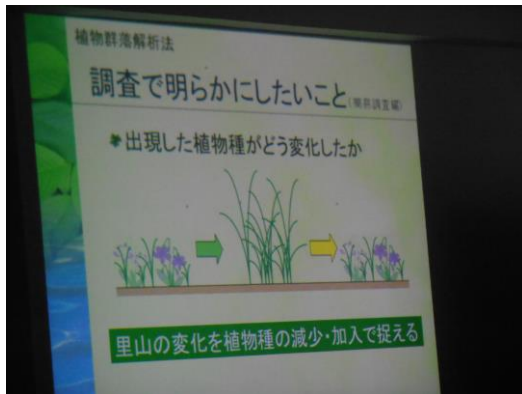 植物群落解析法
調査で明らかにしたいこと
出現した植物種がどう変化したか
里山の変化を植物種の減少・加入で捉える